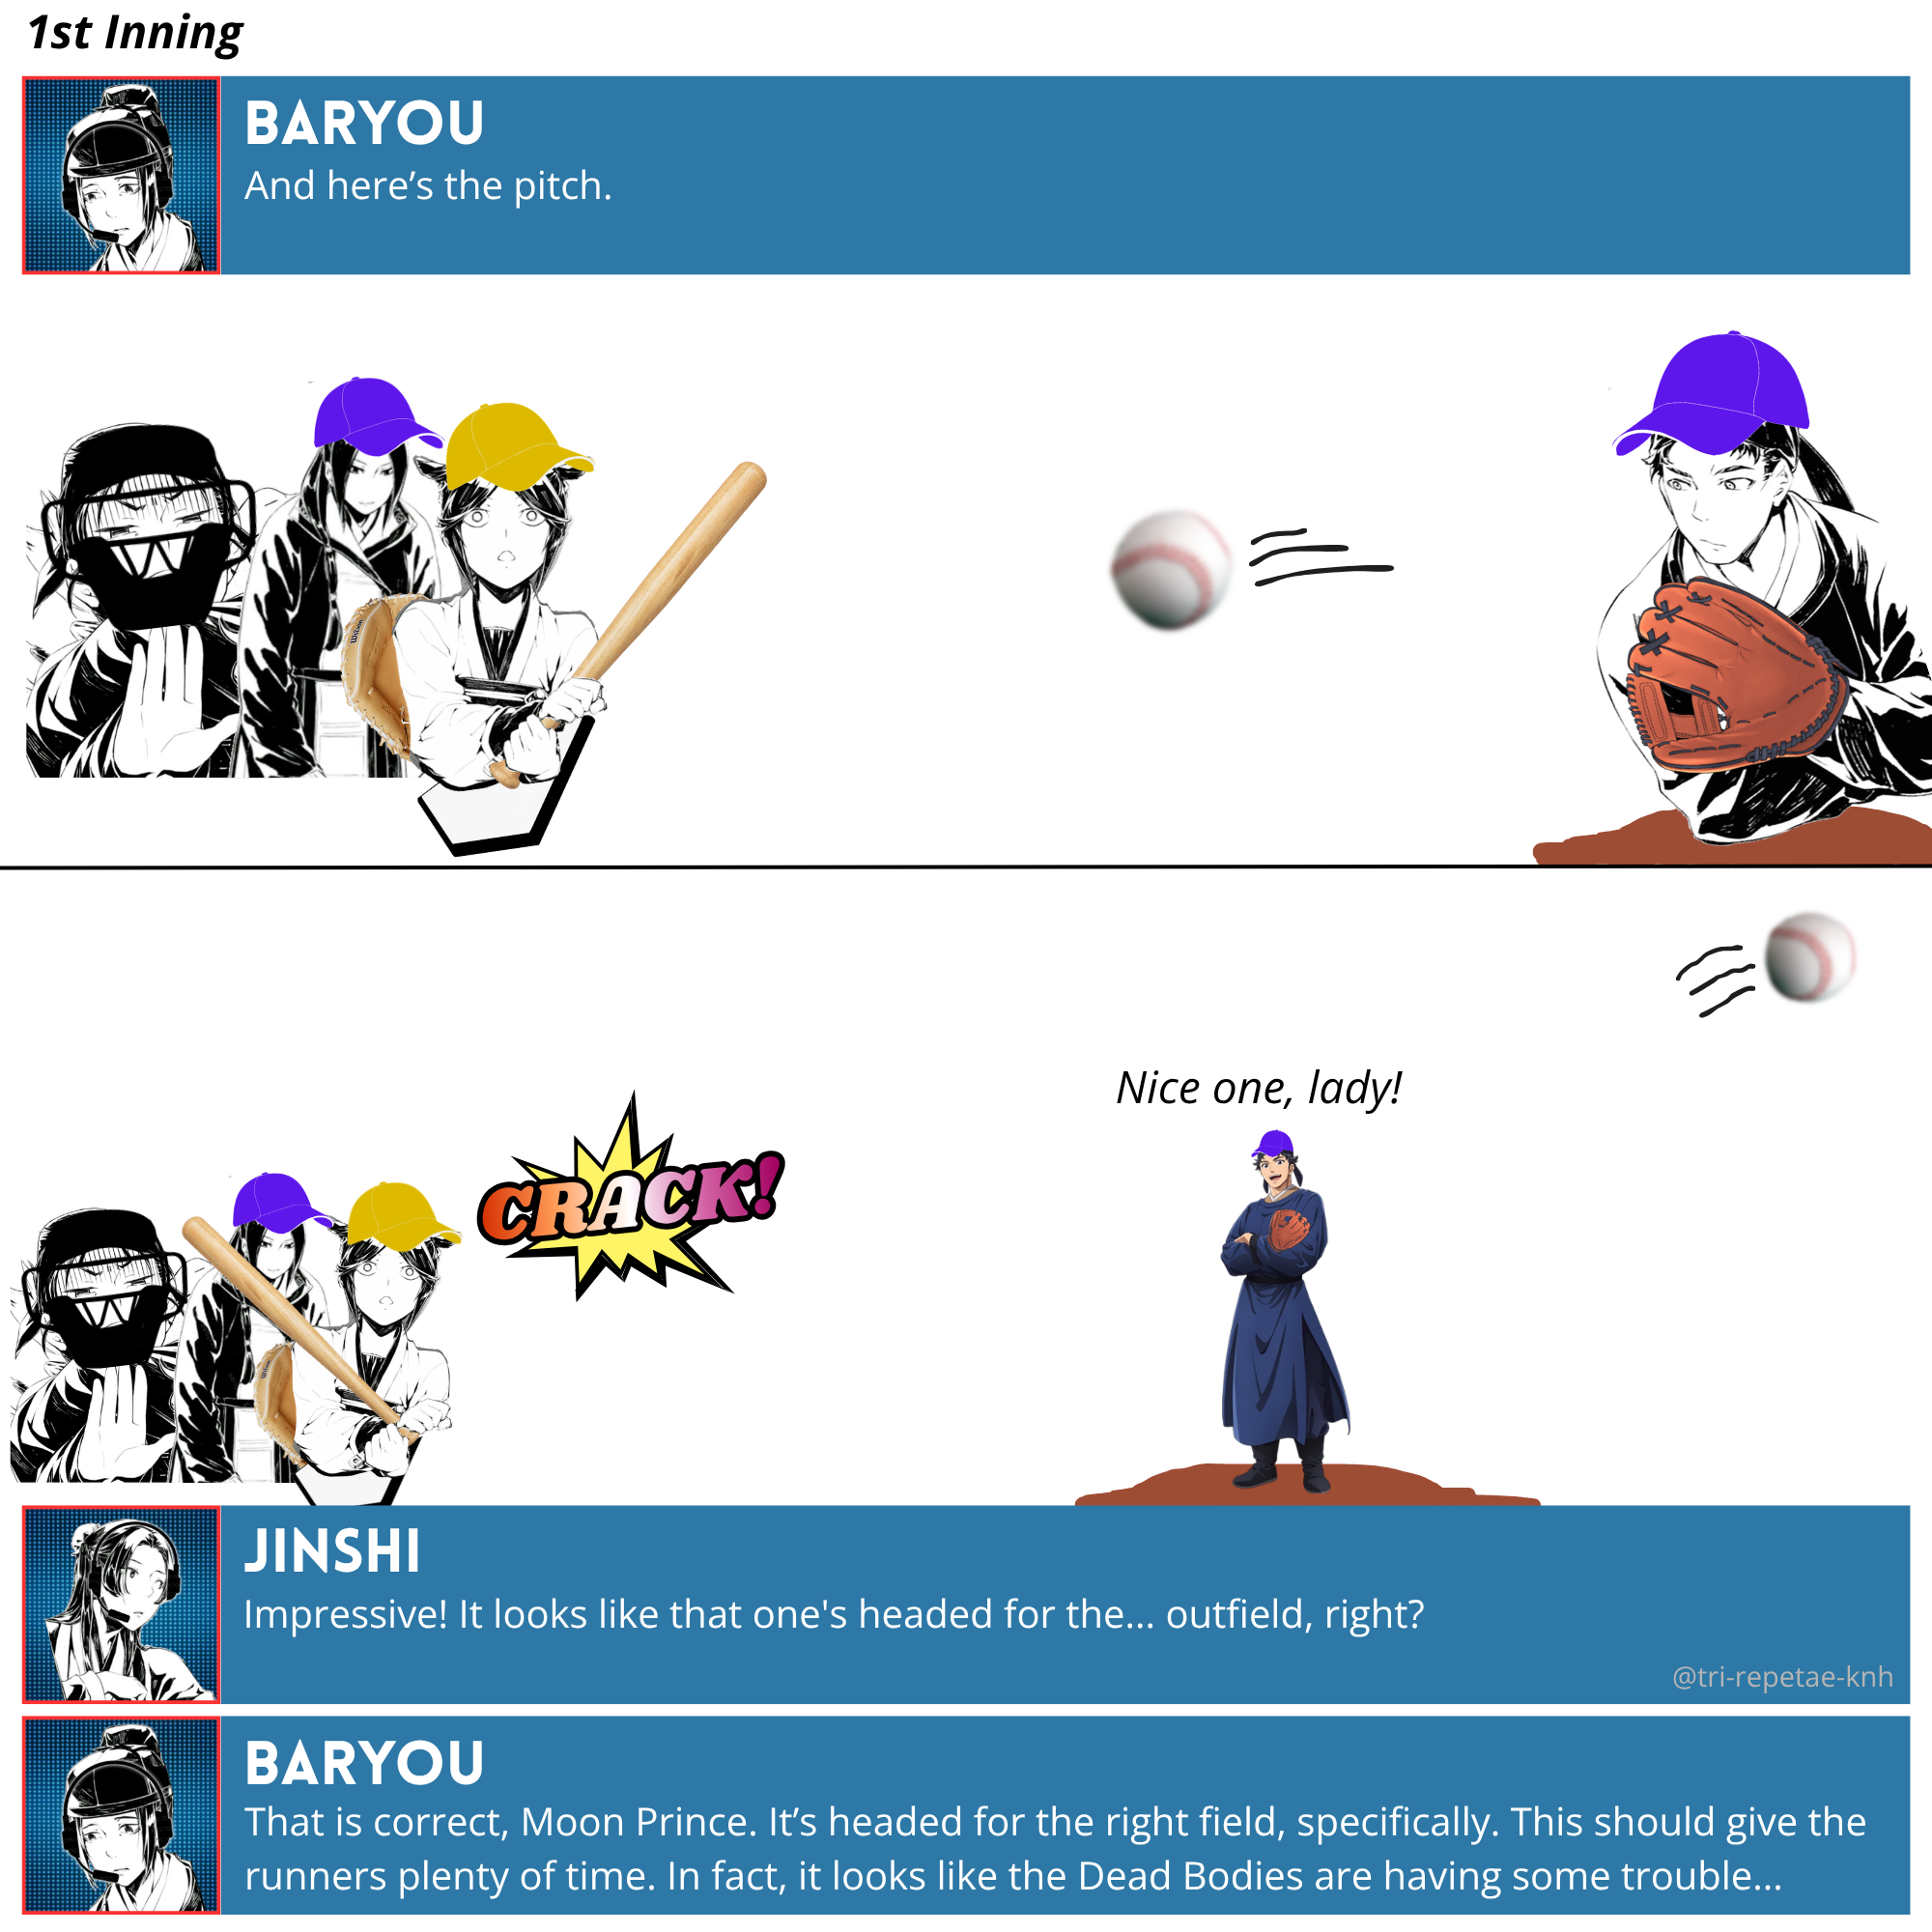 1st Inning
BARYOU
And here’s the pitch.
Nice one, lady!
CRACK!
JINSHI
Impressive! It looks like that one's headed for the... outfield, right?
@tri-repetae-knh
BARYOU
That is correct, Moon Prince. It’s headed for the right field, specifically. This should give the
runners plenty of time. In fact, it looks like the Dead Bodies are having some trouble...